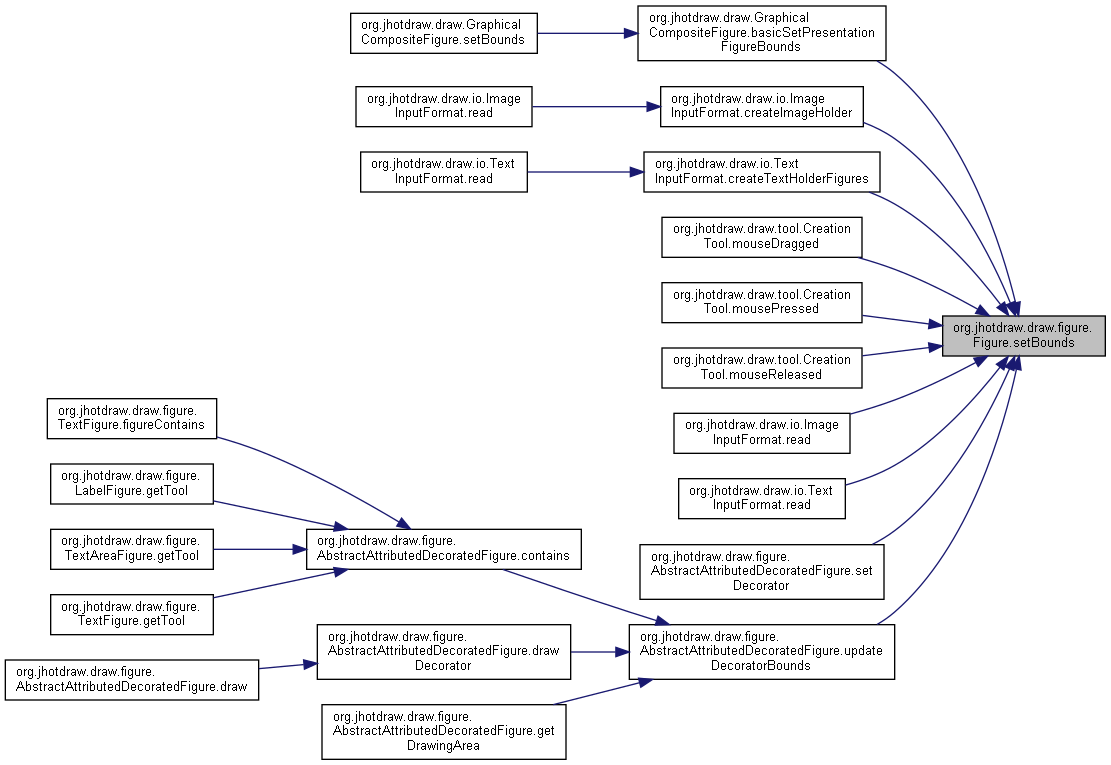 org.jhotdraw.draw.Graphical
CompositeFigure.setBounds
org.jhotdraw.draw.Graphical
CompositeFigure.basicSetPresentation
FigureBounds
org.jhotdraw.draw.io.Image
InputFormat.read
org.jhotdraw.draw.io.Image
InputFormat.createImageHolder
org.jhotdraw.draw.io.Text
InputFormat.read
org.jhotdraw.draw.io.Text
InputFormat.createTextHolderFigures
org.jhotdraw.draw.tool.Creation
Tool.mouseDragged
org.jhotdraw.draw.tool.Creation
Tool.mousePressed
org.jhotdraw.draw.figure.
Figure.setBounds
org.jhotdraw.draw.tool.Creation
Tool.mouseReleased
org.jhotdraw.draw.io.Image
InputFormat.read
org.jhotdraw.draw.io.Text
InputFormat.read
org.jhotdraw.draw.figure.
AbstractAttributedDecoratedFigure.set
Decorator
org.jhotdraw.draw.figure.
TextFigure.figureContains
org.jhotdraw.draw.figure.
LabelFigure.getTool
org.jhotdraw.draw.figure.
TextAreaFigure.getTool
org.jhotdraw.draw.figure.
TextFigure.getTool
org.jhotdraw.draw.figure.
AbstractAttributedDecoratedFigure.contains
org.jhotdraw.draw.figure.
AbstractAttributedDecoratedFigure.draw
org.jhotdraw.draw.figure.
AbstractAttributedDecoratedFigure.draw
Decorator
org.jhotdraw.draw.figure.
AbstractAttributedDecoratedFigure.update
DecoratorBounds
org.jhotdraw.draw.figure.
AbstractAttributedDecoratedFigure.get
DrawingArea